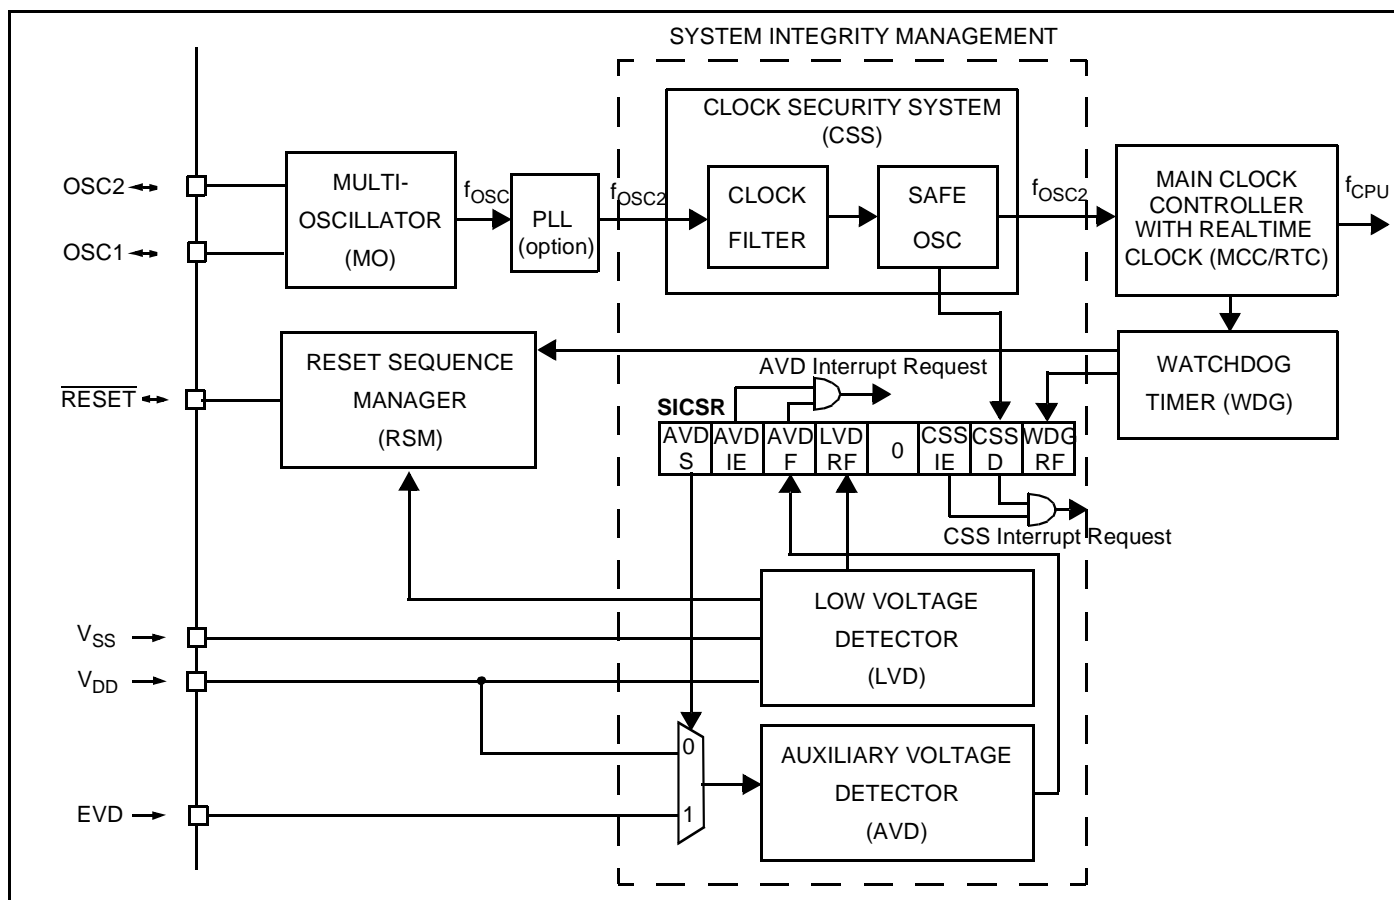 SYSTEM INTEGRITY MANAGEMENT
CLOCK SECURITY SYSTEM
(CSS)
OSC2
OSC1
MULTI-
OSCILLATOR
(MO)
fOSC
PLL
(option)
fOSC2
CLOCK
FILTER
SAFE
OSC
fOSC2
MAIN CLOCK
CONTROLLER
WITH REALTIME
CLOCK (MCC/RTC)
fCPU
RESET
RESET SEQUENCE
MANAGER
(RSM)
AVD Interrupt Request
WATCHDOG
TIMER (WDG)
SICSR
AVD
S
AVD
IE
AVD
F
LVD
RF
0
CSS
IE
CSS
D
WDG
RF
CSS Interrupt Request
VSS
VDD
LOW VOLTAGE
DETECTOR
(LVD)
0
1
EVD
AUXILIARY VOLTAGE
DETECTOR
(AVD)